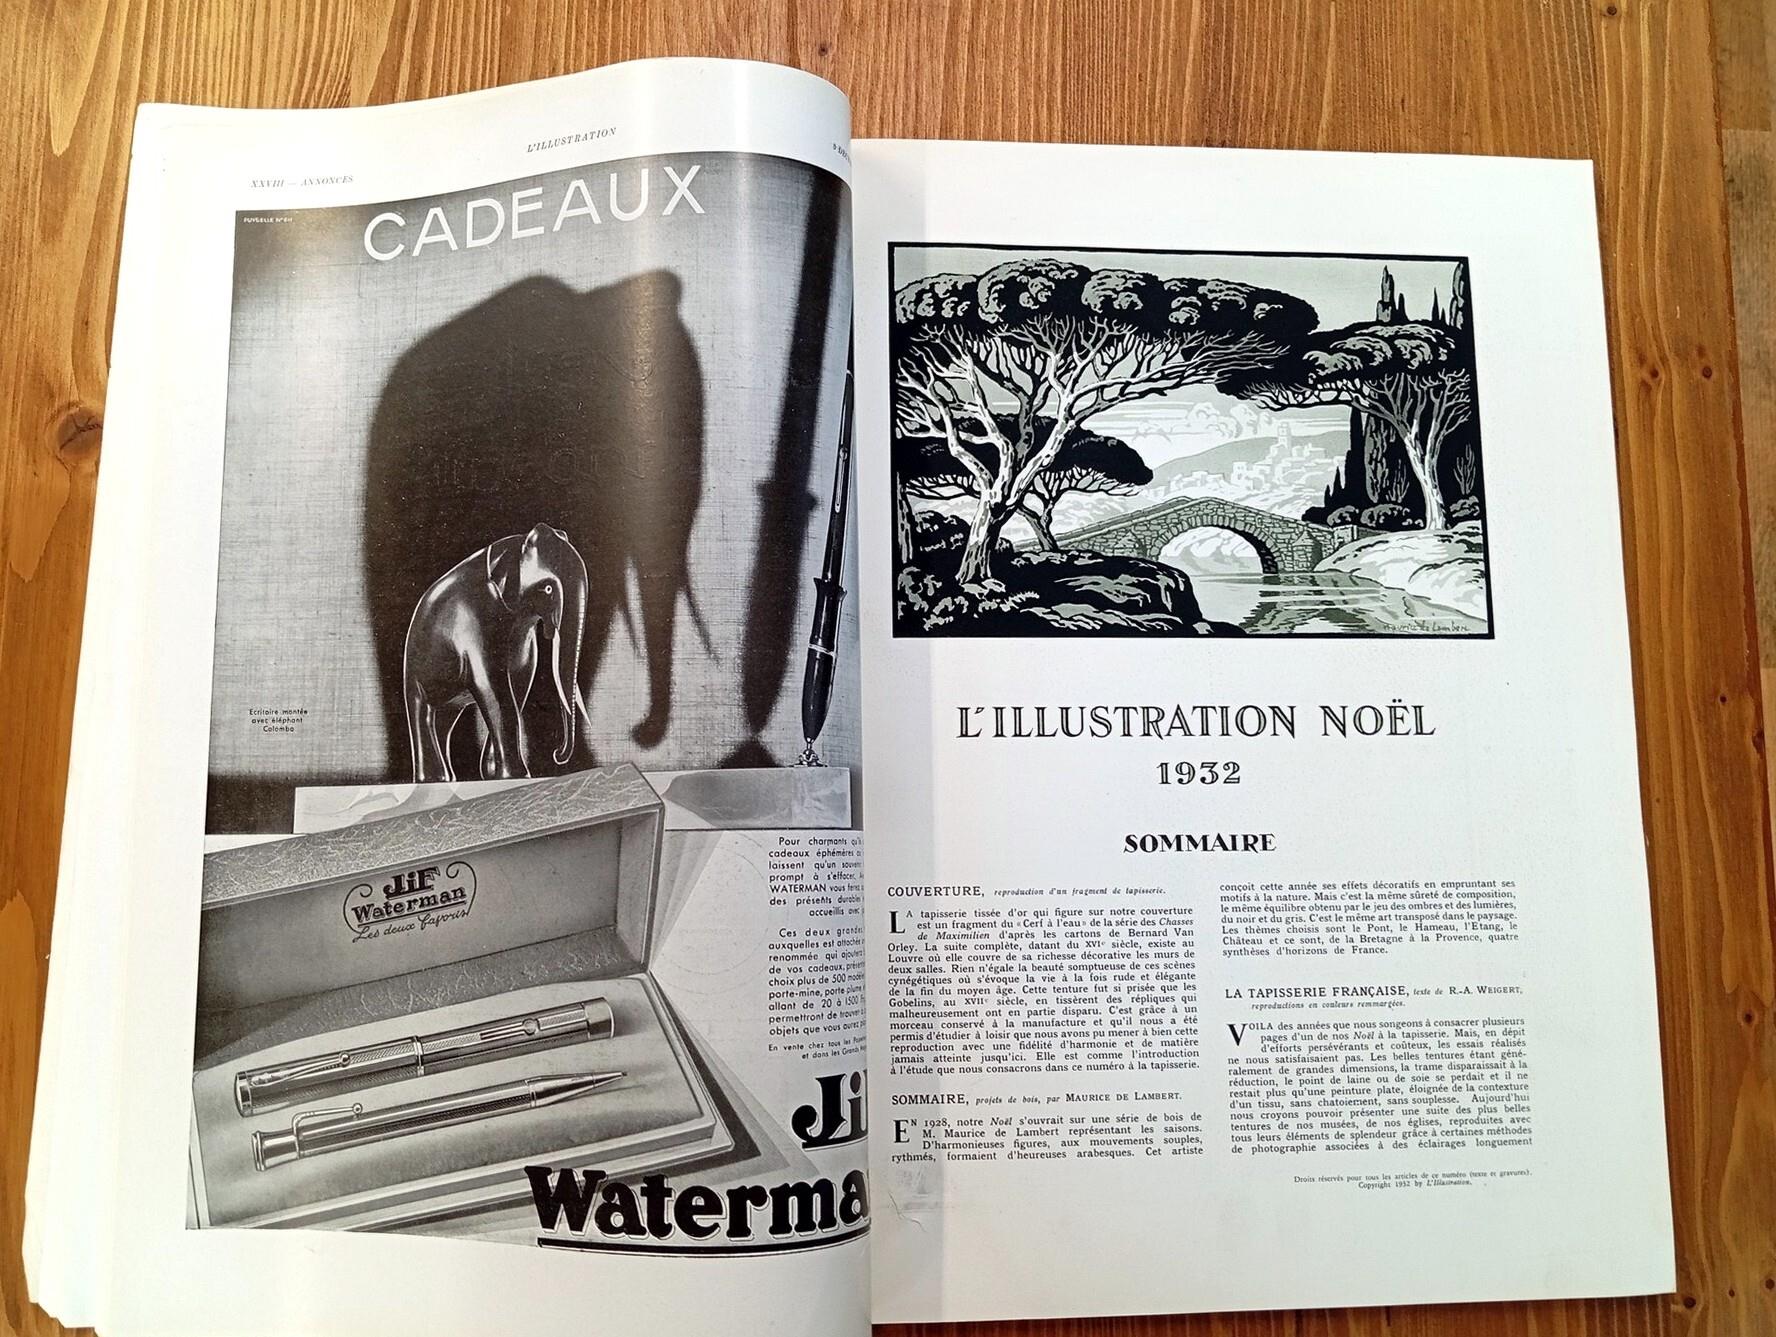 XXVIII — ANNONCES
L'ILLUSTRATION
CADEAUX
Ecritoire montée
avec éléphant
Colombo
JiF
Waterman
Les deux favoris
Pour charmants qu'ils
cadeaux éphémères
laissent qu'un souvenir
prompt à s'effacer,
WATERMAN vous ferez
des présents durables
accueillis avec
Ces deux grandes
auxquelles est attachée
renommée qui ajoutera
de vos cadeaux,
choix plus de 500 modèles
porte-mine, porte-plume
allant de 20 à 1500
permettront de trouver
objets que vous aurez
En vente chez tous les
et dans les Grands
Waterma
L'ILLUSTRATION NOËL
1932
SOMMAIRE
COUVERTURE, reproduction d'un fragment de tapisserie.
LA tapisserie tissée d'or qui figure sur notre couverture
est un fragment du « Cerf à l'eau » de la série des Chasses
de Maximilien d'après les cartons de Bernard Van
Orley. La suite complète, datant du XVIe siècle, existe au
Louvre où elle couvre de sa richesse décorative les murs de
deux salles. Rien n'égale la beauté somptueuse de ces scènes
cynégétiques où s'évoque la vie à la fois rude et élégante
de la fin du moyen âge. Cette tenture fut si prisée que les
Gobelins, au XVIIe siècle, en tissèrent des répliques qui
malheureusement ont en partie disparu. C'est grâce à un
morceau conservé à la manufacture et qu'il nous a été
permis d'étudier à loisir que nous avons pu mener à bien cette
reproduction avec une fidélité d'harmonie et de matière
jamais atteinte jusqu'ici. Elle est comme l'introduction
à l'étude que nous consacrons dans ce numéro à la tapisserie.
SOMMAIRE, projets de bois, par MAURICE DE LAMBERT.
EN 1928, notre Noël s'ouvrait sur une série de bois de
M. Maurice de Lambert représentant les saisons.
D'harmonieuses figures, aux mouvements souples,
rythmés, formaient d'heureuses arabesques. Cet artiste
conçoit cette année ses effets décoratifs en empruntant ses
motifs à la nature. Mais c'est la même sûreté de composition,
le même équilibre obtenu par le jeu des ombres et des lumières,
du noir et du gris. C'est le même art transposé dans le paysage.
Les thèmes choisis sont le Pont, le Hameau, l'Etang, le
Château et ce sont, de la Bretagne à la Provence, quatre
synthèses d'horizons de France.
LA TAPISSERIE FRANÇAISE, texte de R.-A. WEIGERT,
reproductions en couleurs remmargées.
VOILA des années que nous songeons à consacrer plusieurs
pages d'un de nos Noël à la tapisserie. Mais, en dépit
d'efforts persévérants et coûteux, les essais réalisés
ne nous satisfaisaient pas. Les belles tentures étant géné-
ralement de grandes dimensions, la trame disparaissait à la
réduction, le point de laine ou de soie se perdait et il ne
restait plus qu'une peinture plate, éloignée de la contexture
d'un tissu, sans chatoiement, sans souplesse. Aujourd'hui
nous croyons pouvoir présenter une suite des plus belles
tentures de nos musées, de nos églises, reproduites avec
tous leurs éléments de splendeur grâce à certaines méthodes
de photographie associées à des éclairages longuement
Droits réservés pour tous les articles de ce numéro (texte et gravures).
Copyright 1932 by L'Illustration.